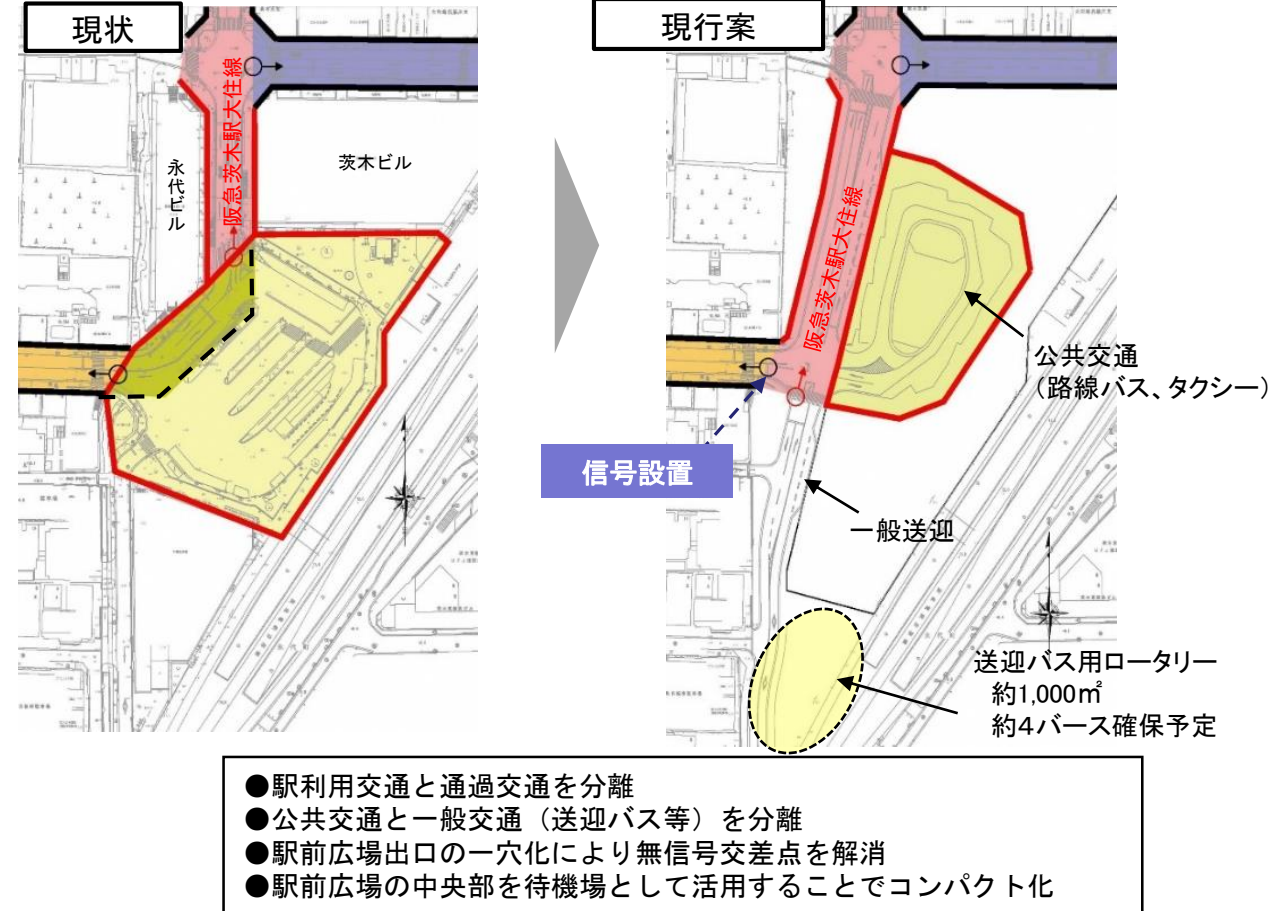 現状
現行案
阪急茨木駅大住線
永代ビル
茨木ビル
阪急茨木駅大住線
公共交通
(路線バス、タクシー)
信号設置
一般送迎
送迎バス用ロータリー
約1,000㎡
約4バース確保予定
●駅利用交通と通過交通を分離
●公共交通と一般交通(送迎バス等)を分離
●駅前広場出口の一穴化により無信号交差点を解消
●駅前広場の中央部を待機場として活用することでコンパクト化